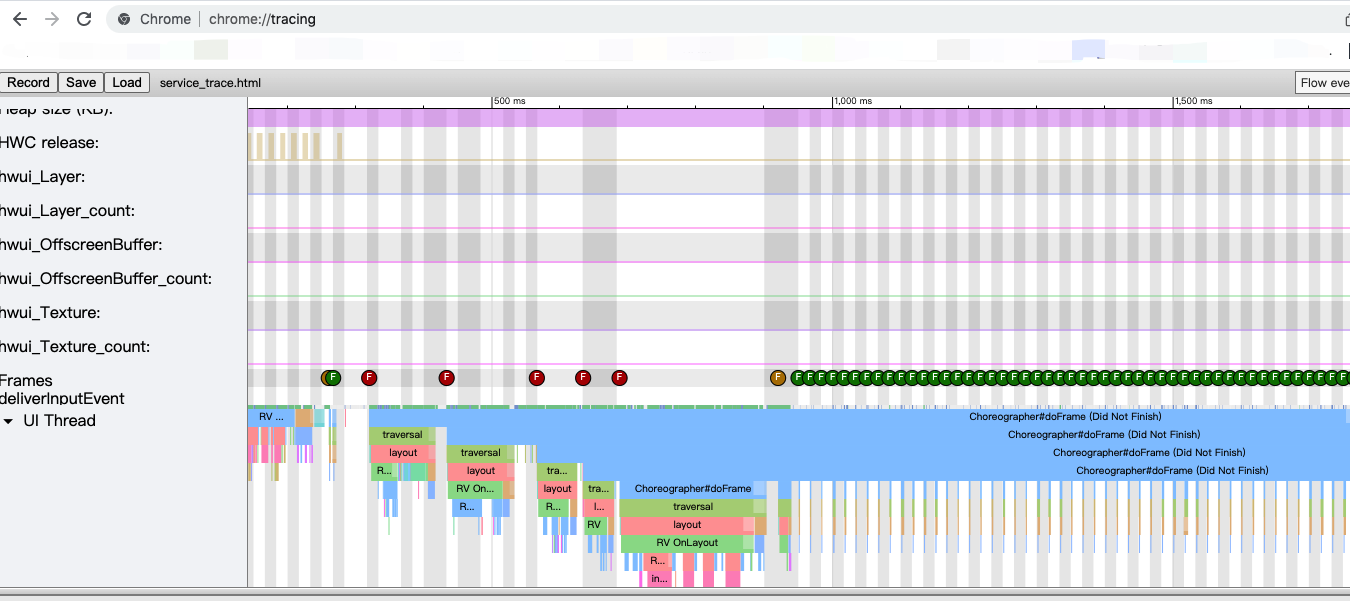 Chrome chrome://tracing
Record Save Load service_trace.html Flow eve
500 ms 1,000 ms 1,500 ms
Heap size (KB):
HWC release:
hwui_Layer:
hwui_Layer_count:
hwui_OffscreenBuffer:
hwui_OffscreenBuffer_count:
hwui_Texture:
hwui_Texture_count:
Frames F F F F F F F F F F F F F F F F F F F F F F F F F F F F F F F F F F F F F F F F F F F F F F F F F F F F F F F F F
deliverInputEvent
UI Thread RV ... Choreographer#doFrame (Did Not Finish)
traversal Choreographer#doFrame (Did Not Finish)
layout traversal Choreographer#doFrame (Did Not Finish)
R... layout tra... Choreographer#doFrame (Did Not Finish)
RV On... layout tra... Choreographer#doFrame
R... R... l... traversal
RV layout
RV OnLayout
R...
in...